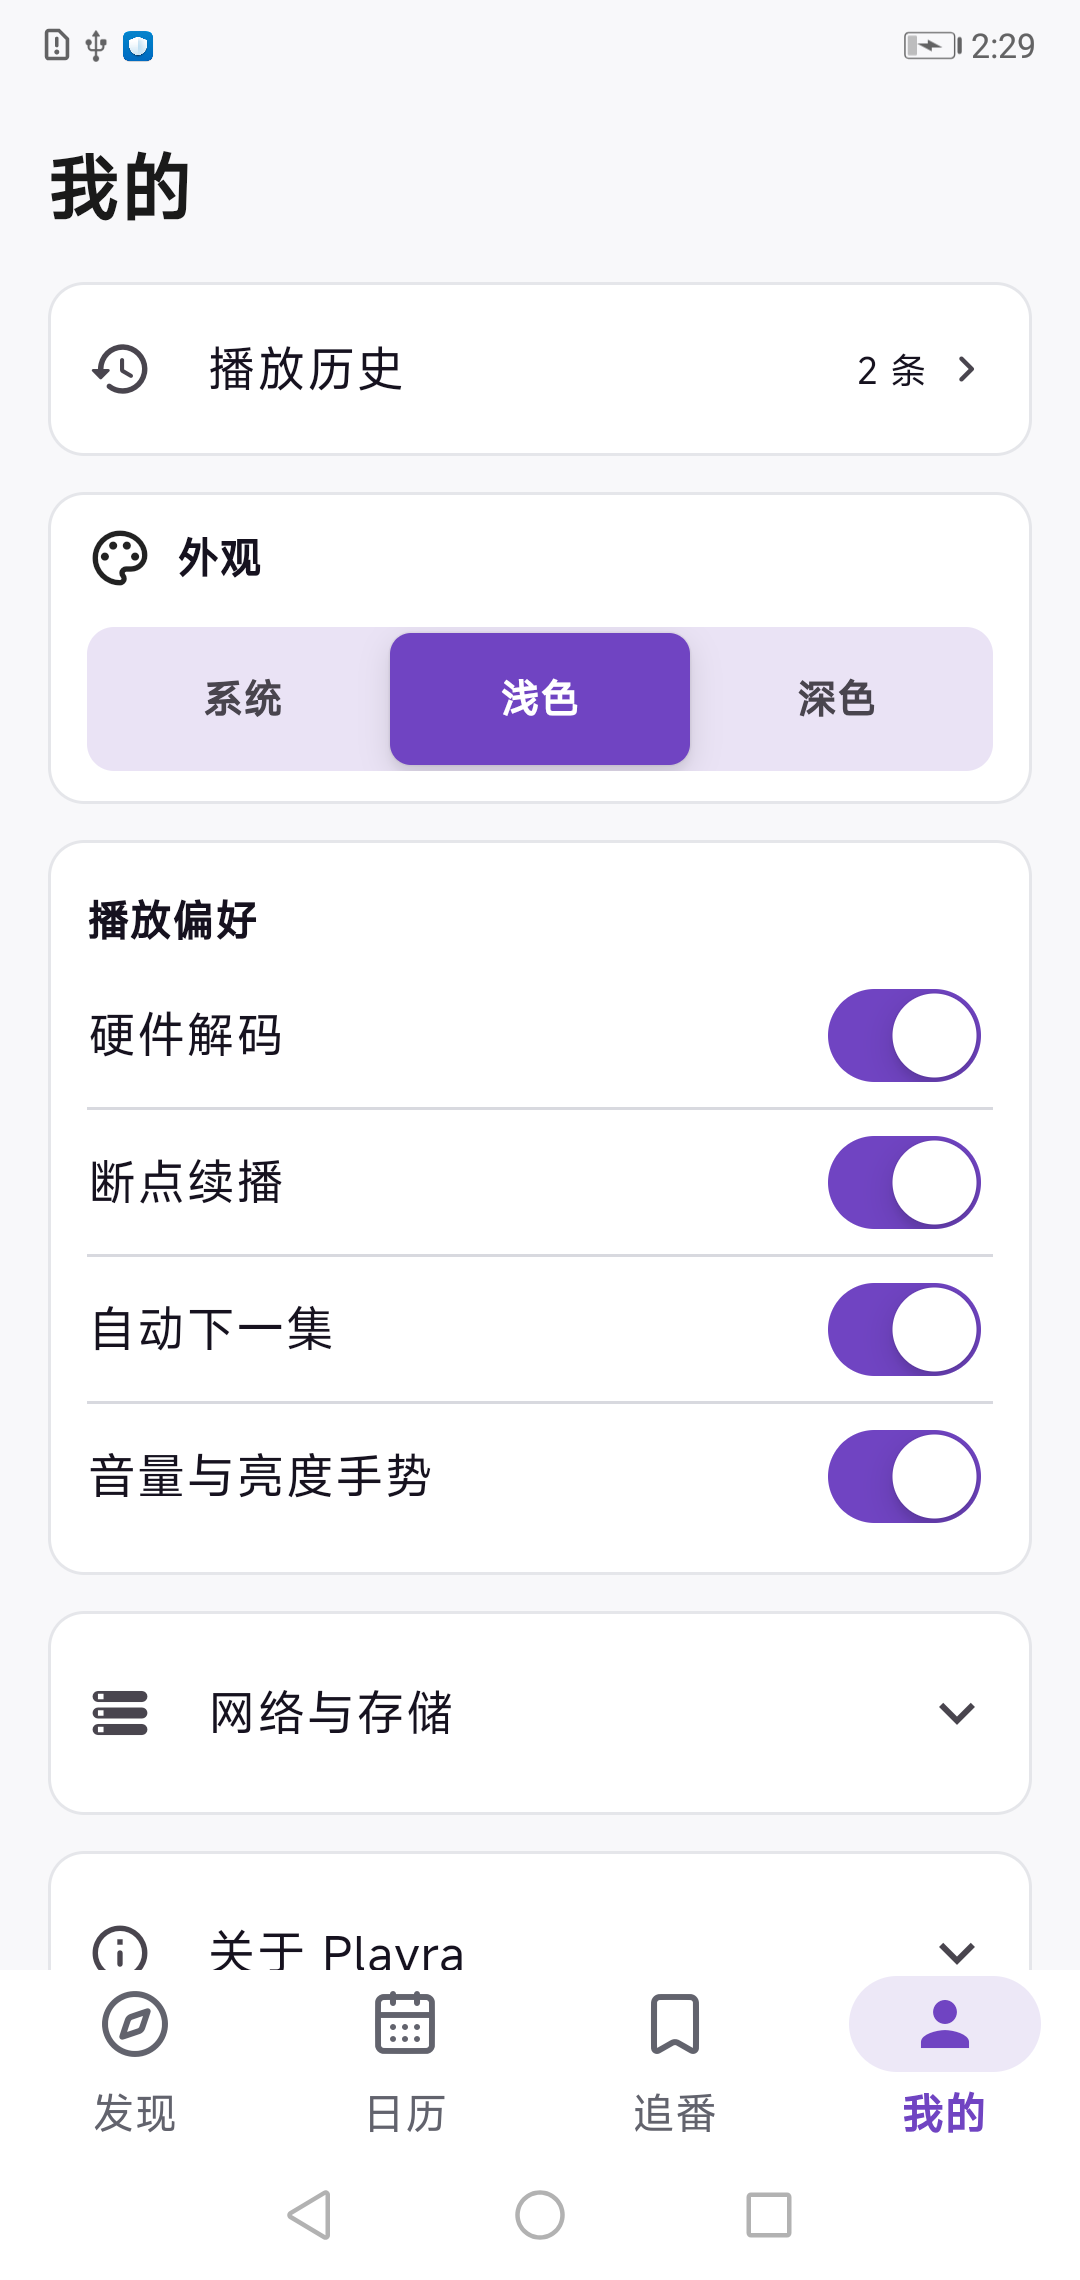 2:29
我的
播放历史
2 条
外观
系统
浅色
深色
播放偏好
硬件解码
断点续播
自动下一集
音量与亮度手势
网络与存储
关于 Playra
发现
日历
追番
我的